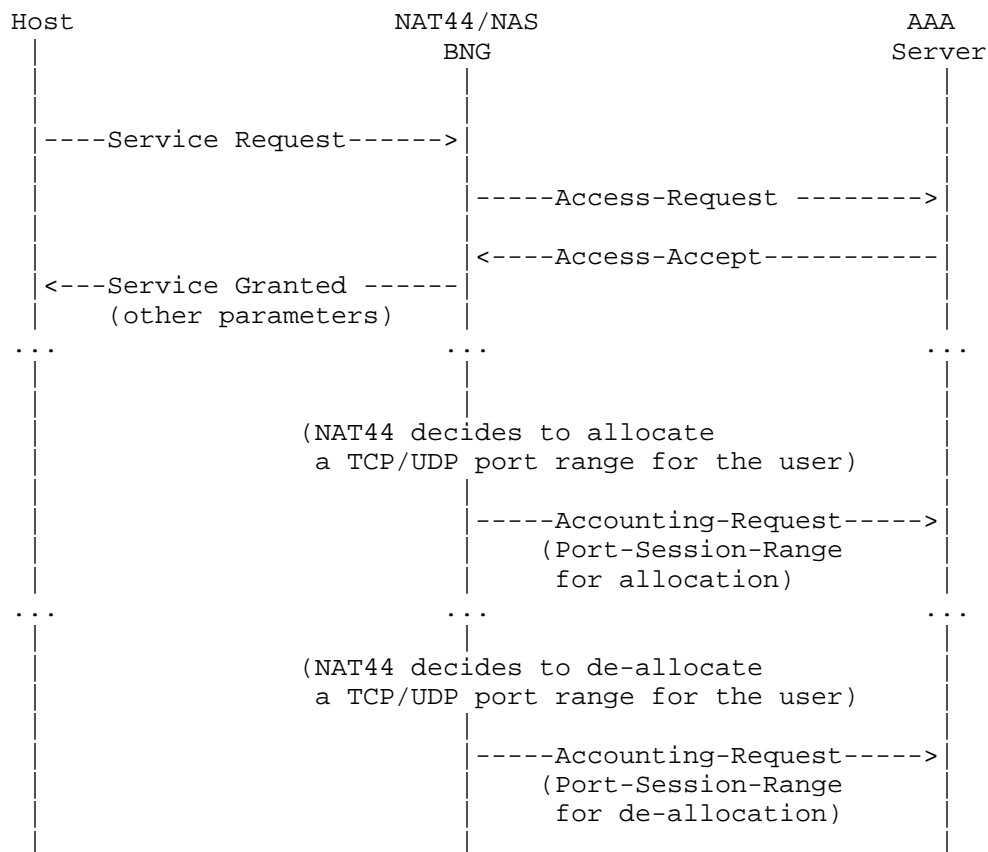 Host NAT44/NAS AAA
BNG Server
----Service Request------>
-----Access-Request -------->
<----Access-Accept-----------
<---Service Granted ------
(other parameters)
... ... ...
(NAT44 decides to allocate
a TCP/UDP port range for the user)
-----Accounting-Request----->
(Port-Session-Range
for allocation)
... ... ...
(NAT44 decides to de-allocate
a TCP/UDP port range for the user)
-----Accounting-Request----->
(Port-Session-Range
for de-allocation)